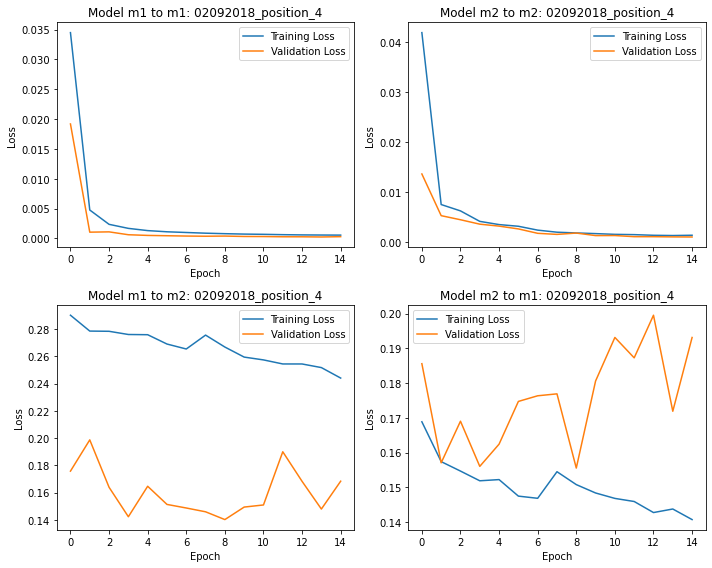 Model m1 to m1: 02092018_position_4
0.035
0.030
0.025
0.020
0.015
0.010
0.005
0.000
Loss
Training Loss
Validation Loss
0 2 4 6 8 10 12 14
Epoch
Model m2 to m2: 02092018_position_4
0.04
0.03
0.02
0.01
0.00
Loss
Training Loss
Validation Loss
0 2 4 6 8 10 12 14
Epoch
Model m1 to m2: 02092018_position_4
0.28
0.26
0.24
0.22
0.20
0.18
0.16
0.14
Loss
Training Loss
Validation Loss
0 2 4 6 8 10 12 14
Epoch
Model m2 to m1: 02092018_position_4
0.20
0.19
0.18
0.17
0.16
0.15
0.14
Loss
Training Loss
Validation Loss
0 2 4 6 8 10 12 14
Epoch